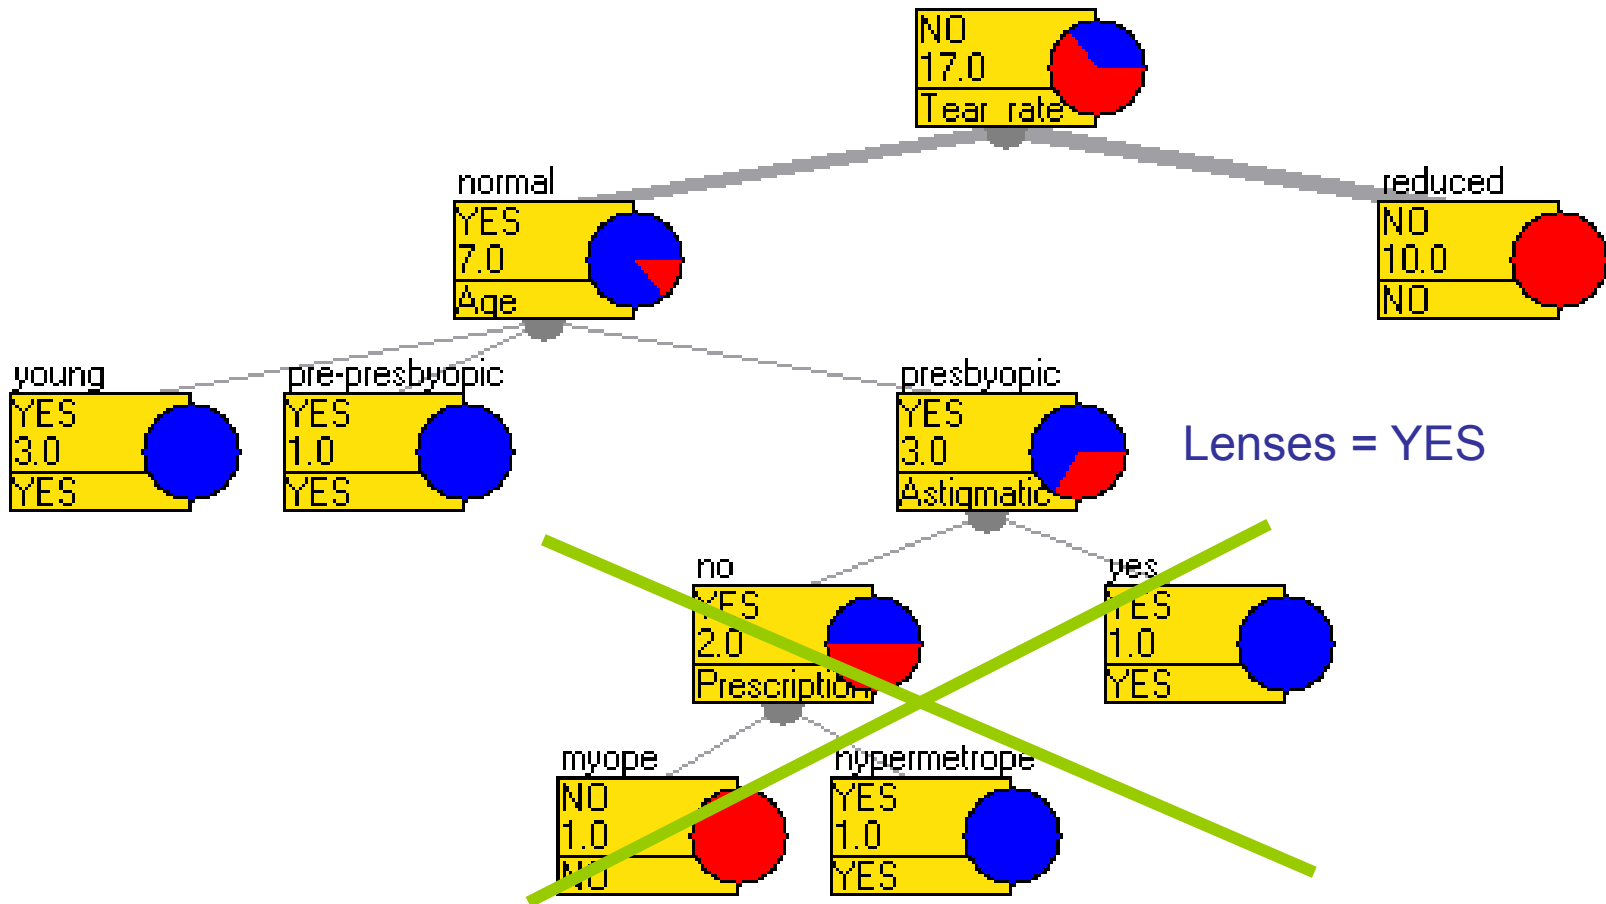 NO
17.0
Tear rate
normal
YES
7.0
Age
reduced
NO
10.0
NO
young
YES
3.0
YES
pre-presbyopic
YES
1.0
YES
presbyopic
YES
3.0
Astigmatic
Lenses = YES
no
YES
2.0
Prescription
yes
YES
1.0
YES
myope
NO
1.0
NO
hypermetrope
YES
1.0
YES